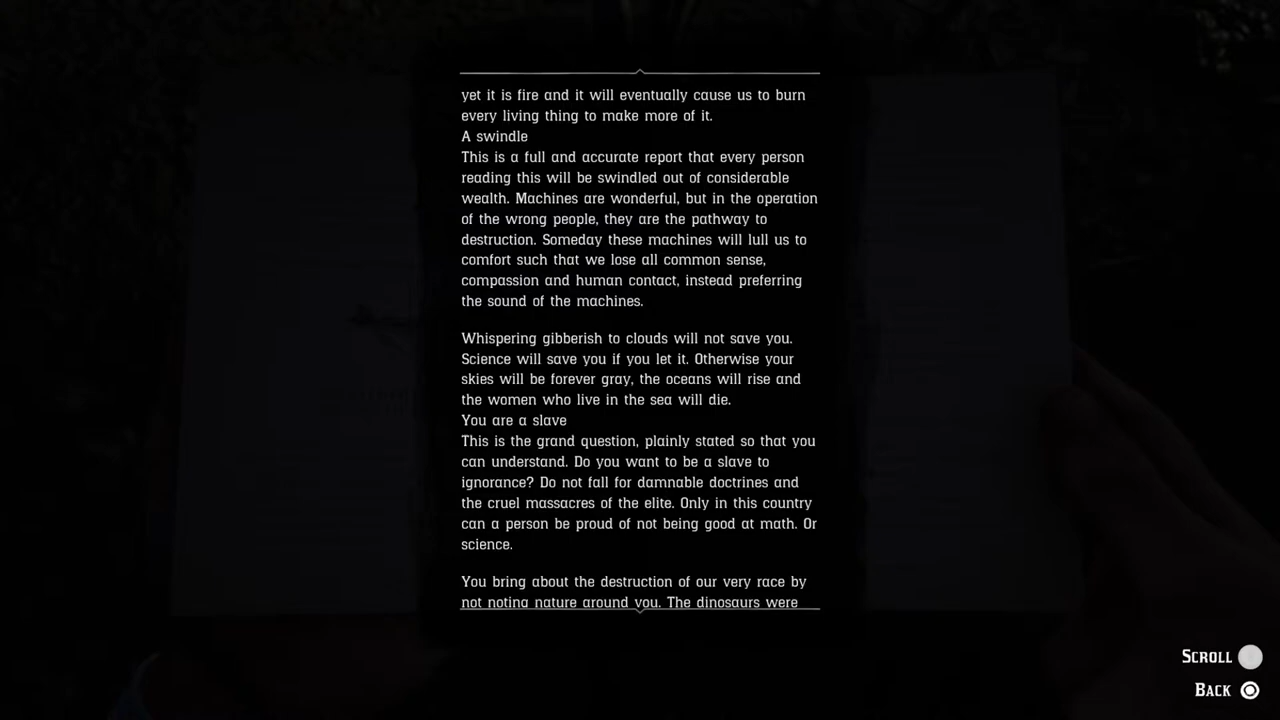 yet it is fire and it will eventually cause us to burn
every living thing to make more of it.
A swindle
This is a full and accurate report that every person
reading this will be swindled out of considerable
wealth. Machines are wonderful, but in the operation
of the wrong people, they are the pathway to
destruction. Someday these machines will lull us to
comfort such that we lose all common sense,
compassion and human contact, instead preferring
the sound of the machines.
Whispering gibberish to clouds will not save you.
Science will save you if you let it. Otherwise your
skies will be forever gray, the oceans will rise and
the women who live in the sea will die.
You are a slave
This is the grand question, plainly stated so that you
can understand. Do you want to be a slave to
ignorance? Do not fall for damnable doctrines and
the cruel massacres of the elite. Only in this country
can a person be proud of not being good at math. Or
science.
You bring about the destruction of our very race by
not noting nature around you. The dinosaurs were
SCROLL
BACK